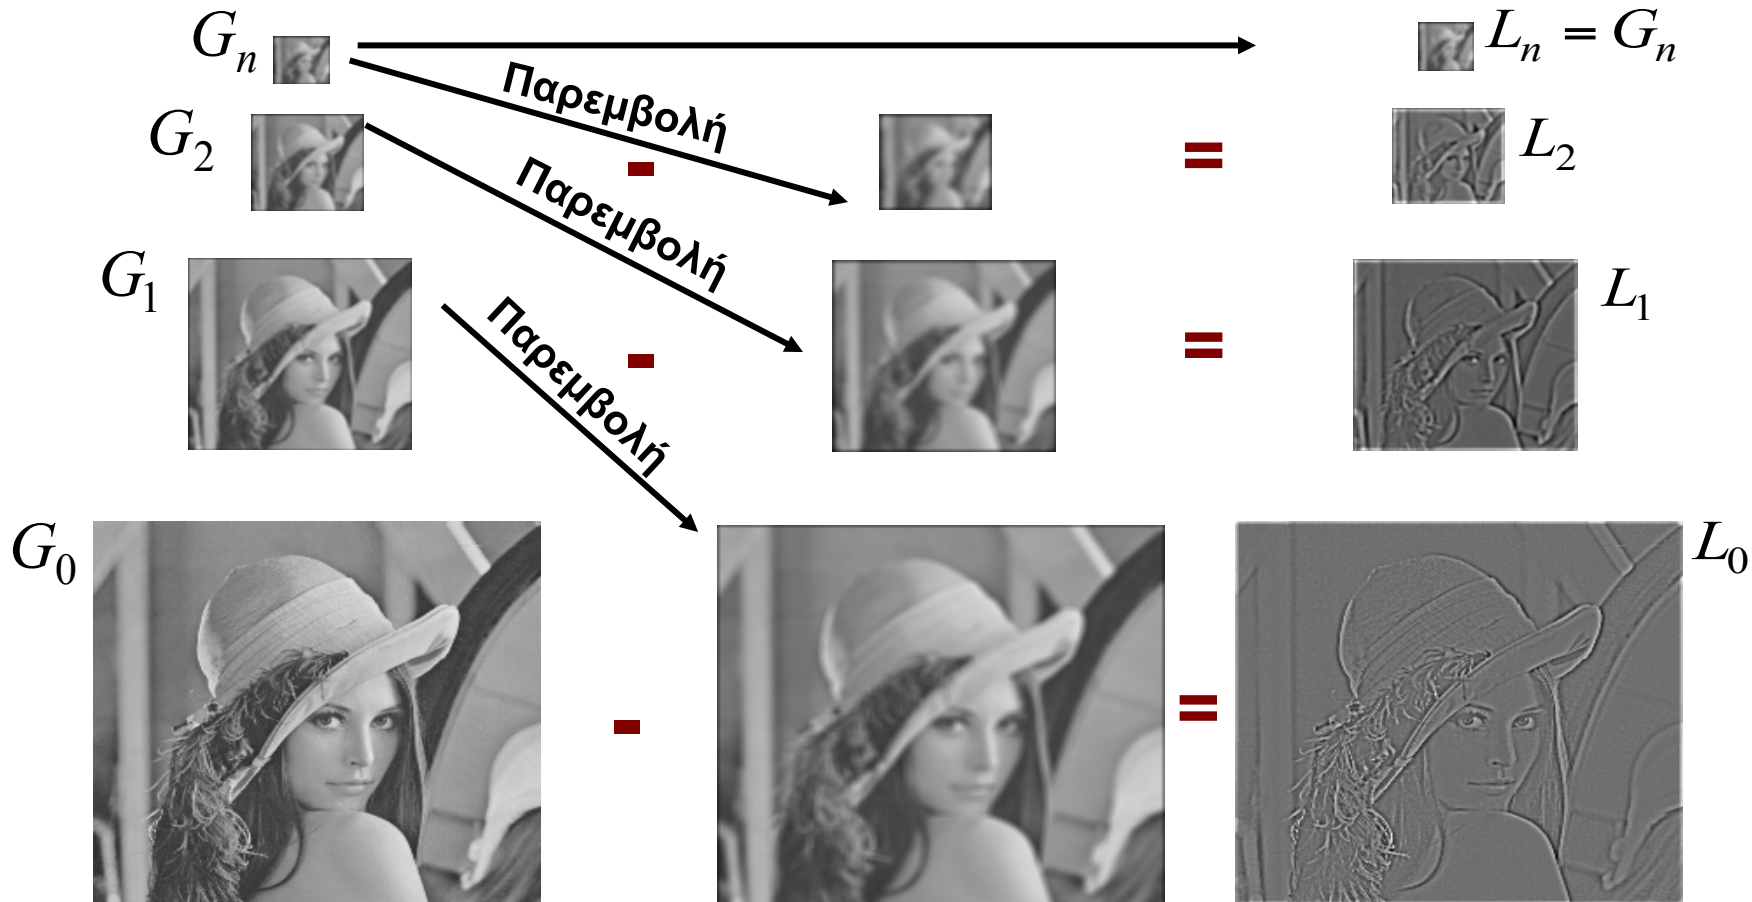 Gₙ
Lₙ = Gₙ
Παρεμβολή
G₂
-
=
L₂
Παρεμβολή
G₁
-
=
L₁
Παρεμβολή
G₀
-
=
L₀